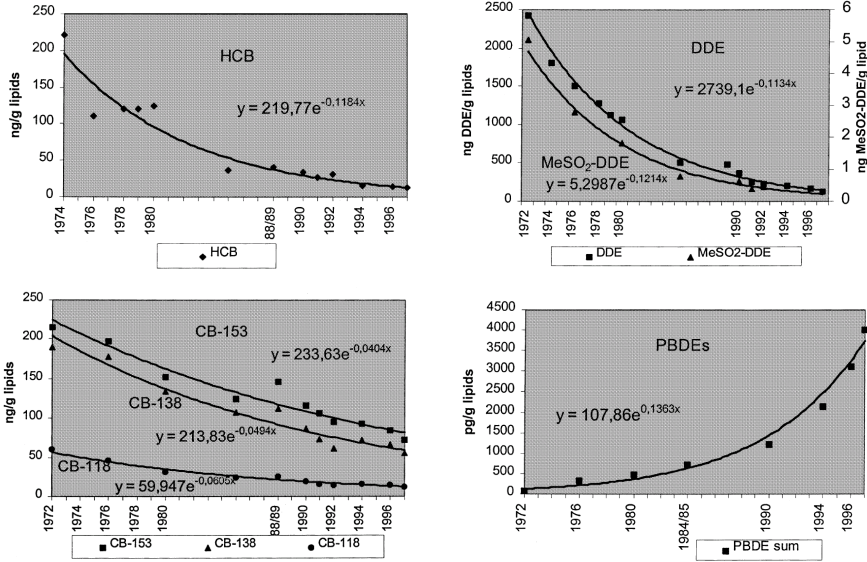 HCB
y = 219,77e^-0,1184x
ng/g lipids
250
200
150
100
50
0
1974
1976
1978
1980
88/89
1990
1992
1994
1996
HCB
DDE
y = 2739,1e^-0,1134x
MeSO2-DDE
y = 5,2987e^-0,1214x
ng DDE/g lipids
2500
2000
1500
1000
500
0
ng MeSO2-DDE/g lipid
6
5
4
3
2
1
0
1972
1974
1976
1978
1980
1990
1992
1994
1996
DDE
MeSO2-DDE
CB-153
y = 233,63e^-0,0404x
CB-138
y = 213,83e^-0,0494x
CB-118
y = 59,947e^-0,0605x
ng/g lipids
250
200
150
100
50
0
1972
1974
1976
1978
1980
88/89
1990
1992
1994
1996
CB-153
CB-138
CB-118
PBDEs
y = 107,86e^0,1363x
pg/g lipids
4500
4000
3500
3000
2500
2000
1500
1000
500
0
1972
1976
1980
1984/85
1990
1994
1996
PBDE sum